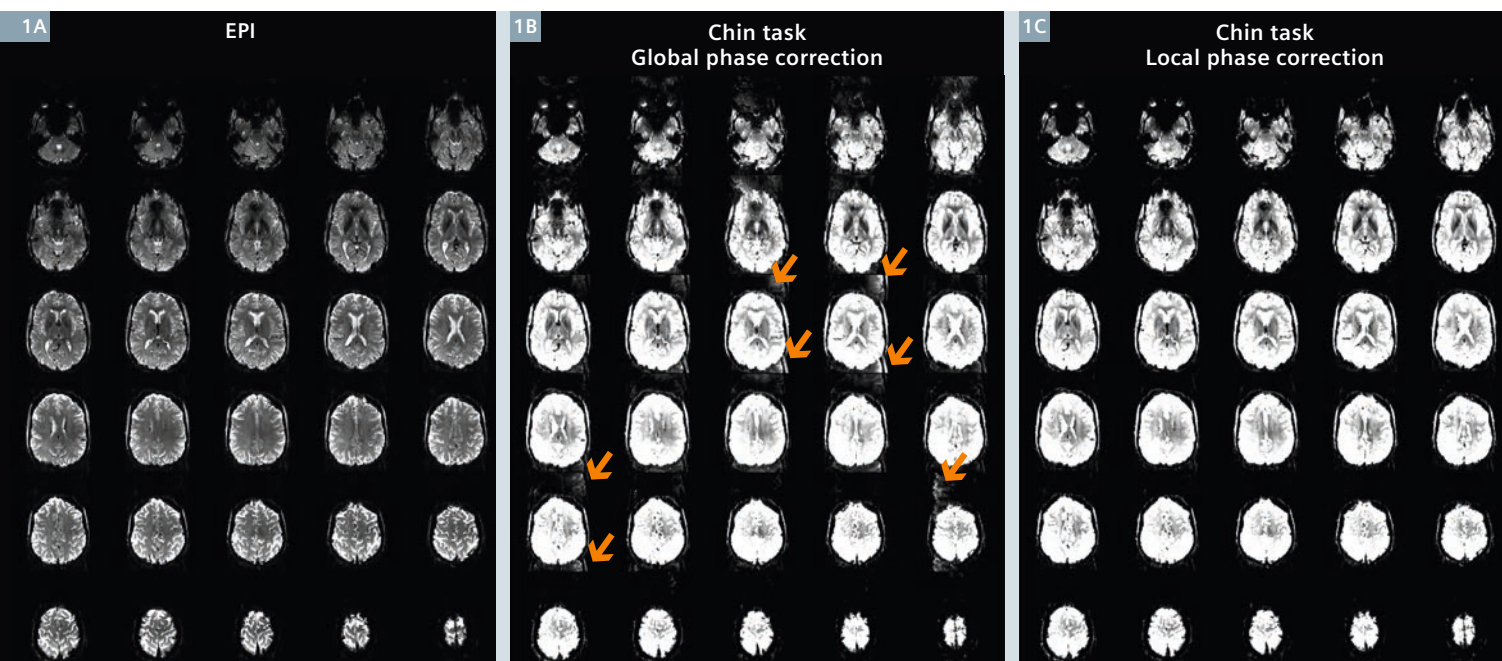 1A
EPI
1B
Chin task
Global phase correction
1C
Chin task
Local phase correction